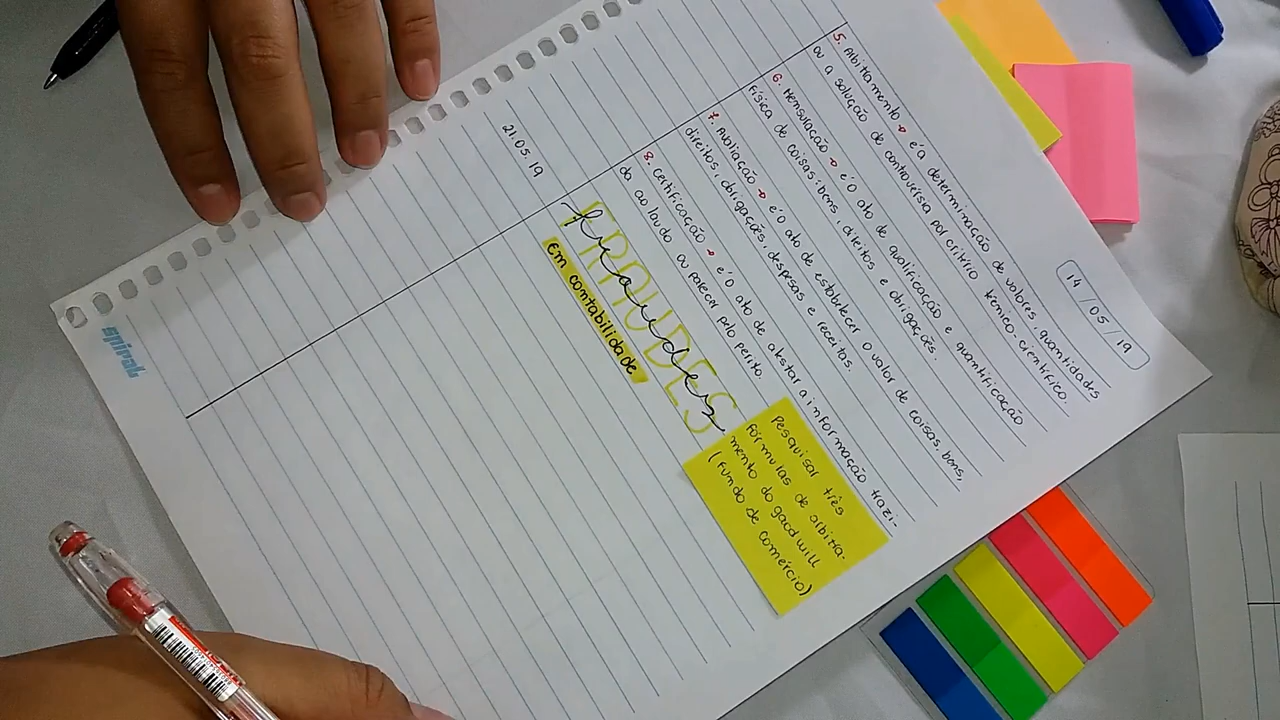 14/05/19
5. Arbitramento → é a determinação de valores, quantidades
ou a solução de controvérsia por critério técnico-científico.
6. Mensuração → é o ato de qualificação e quantificação
física de coisas, bens, direitos e obrigações.
7. Avaliação → é o ato de estabelecer o valor de coisas, bens,
direitos, obrigações, despesas e receitas.
8. Certificação → é o ato de atestar a informação trazi-
da ao laudo ou parecer pelo perito.
21.05.19
FRAUDES
fraudes
em contabilidade
Pesquisar três
fórmulas de arbitra-
mento do goodwill
(fundo de comércio)
spiral